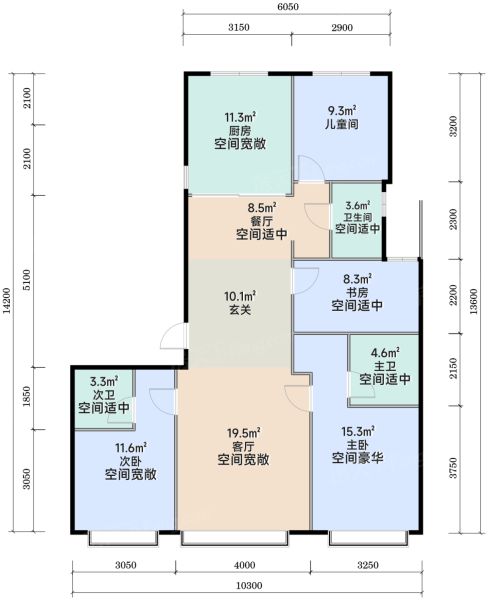 6050
3150 2900
2100
2100
5100
14200
1850
3050
3200
2300
2200
13600
2150
3750
11.3㎡
厨房
空间宽敞
9.3㎡
儿童间
8.5㎡
餐厅
空间适中
3.6㎡
卫生间
空间适中
10.1㎡
玄关
8.3㎡
书房
空间适中
3.3㎡
次卫
空间适中
4.6㎡
主卫
空间适中
11.6㎡
次卧
空间宽敞
19.5㎡
客厅
空间宽敞
15.3㎡
主卧
空间豪华
3050 4000 3250
10300